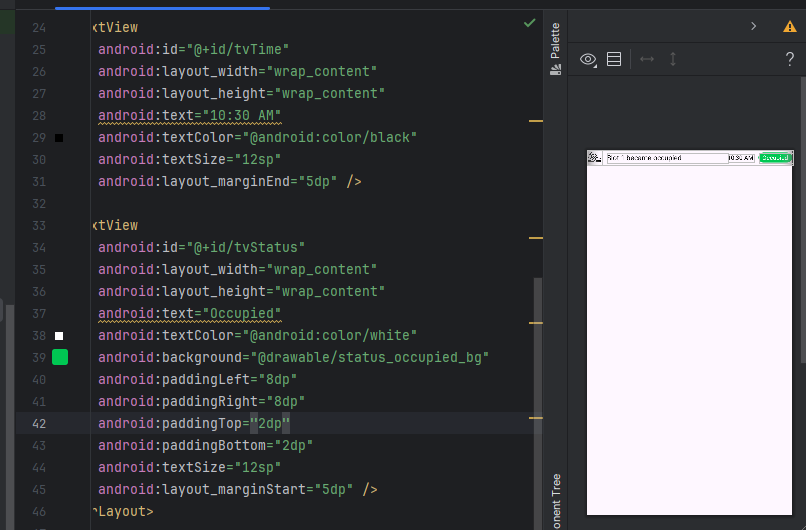 24 xtView
25 android:id="@+id/tvTime"
26 android:layout_width="wrap_content"
27 android:layout_height="wrap_content"
28 android:text="10:30 AM"
29 android:textColor="@android:color/black"
30 android:textSize="12sp"
31 android:layout_marginEnd="5dp" />
32
33 xtView
34 android:id="@+id/tvStatus"
35 android:layout_width="wrap_content"
36 android:layout_height="wrap_content"
37 android:text="Occupied"
38 android:textColor="@android:color/white"
39 android:background="@drawable/status_occupied_bg"
40 android:paddingLeft="8dp"
41 android:paddingRight="8dp"
42 android:paddingTop="2dp"
43 android:paddingBottom="2dp"
44 android:textSize="12sp"
45 android:layout_marginStart="5dp" />
46 rLayout>
Palette
onent Tree
?
Slot 1 became occupied
10:30 AM
Occupied